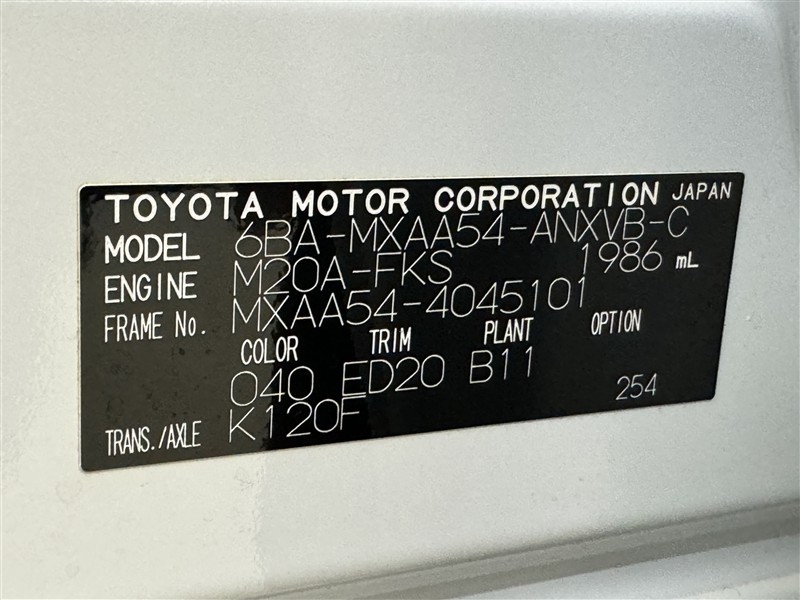 TOYOTA MOTOR CORPORATION JAPAN
MODEL 6BA-MXAA54-ANXVB-C
ENGINE M20A-FKS 1986 mL
FRAME No. MXAA54-4045101
COLOR TRIM PLANT OPTION
040 ED20 B11 254
TRANS./AXLE K120F